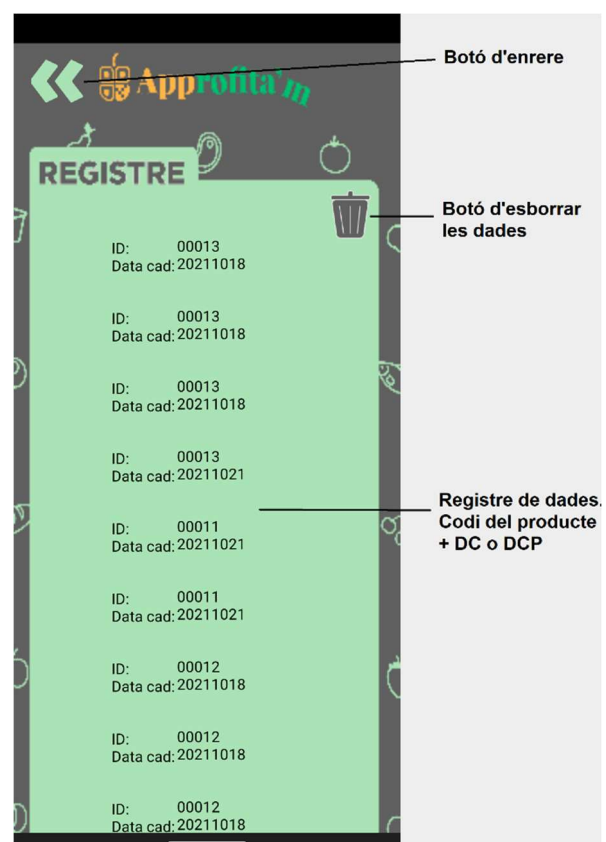 Botó d'enrere
Approfita'm
REGISTRE
Botó d'esborrar
les dades
ID: 00013
Data cad: 20211018
ID: 00013
Data cad: 20211018
ID: 00013
Data cad: 20211018
ID: 00013
Data cad: 20211021
ID: 00011
Data cad: 20211021
ID: 00011
Data cad: 20211021
ID: 00012
Data cad: 20211018
ID: 00012
Data cad: 20211018
ID: 00012
Data cad: 20211018
Registre de dades.
Codi del producte
+ DC o DCP